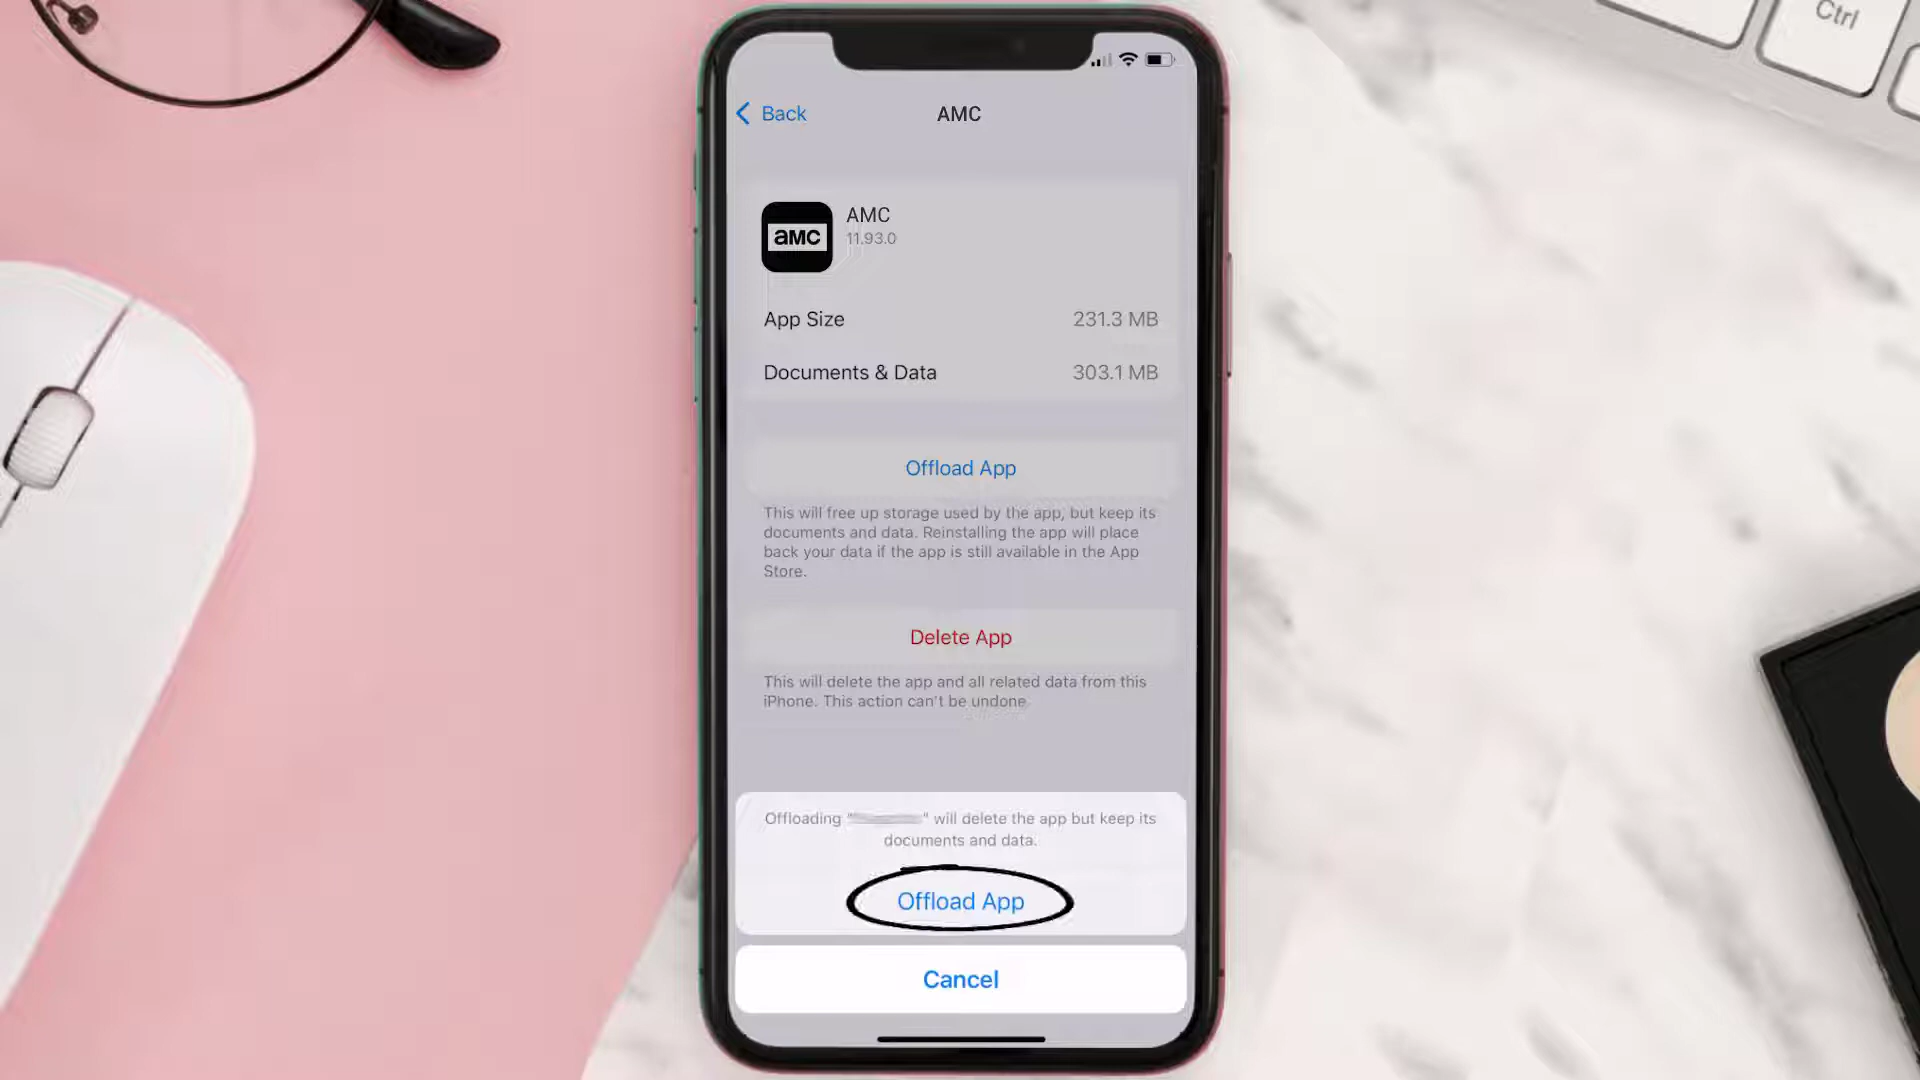 Ctrl
Back
AMC
aMC
AMC
11.93.0
App Size
231.3 MB
Documents & Data
303.1 MB
Offload App
This will free up storage used by the app, but keep its
documents and data. Reinstalling the app will place
back your data if the app is still available in the App
Store.
Delete App
This will delete the app and all related data from this
iPhone. This action can't be undone
Offloading "" will delete the app but keep its
documents and data.
Offload App
Cancel